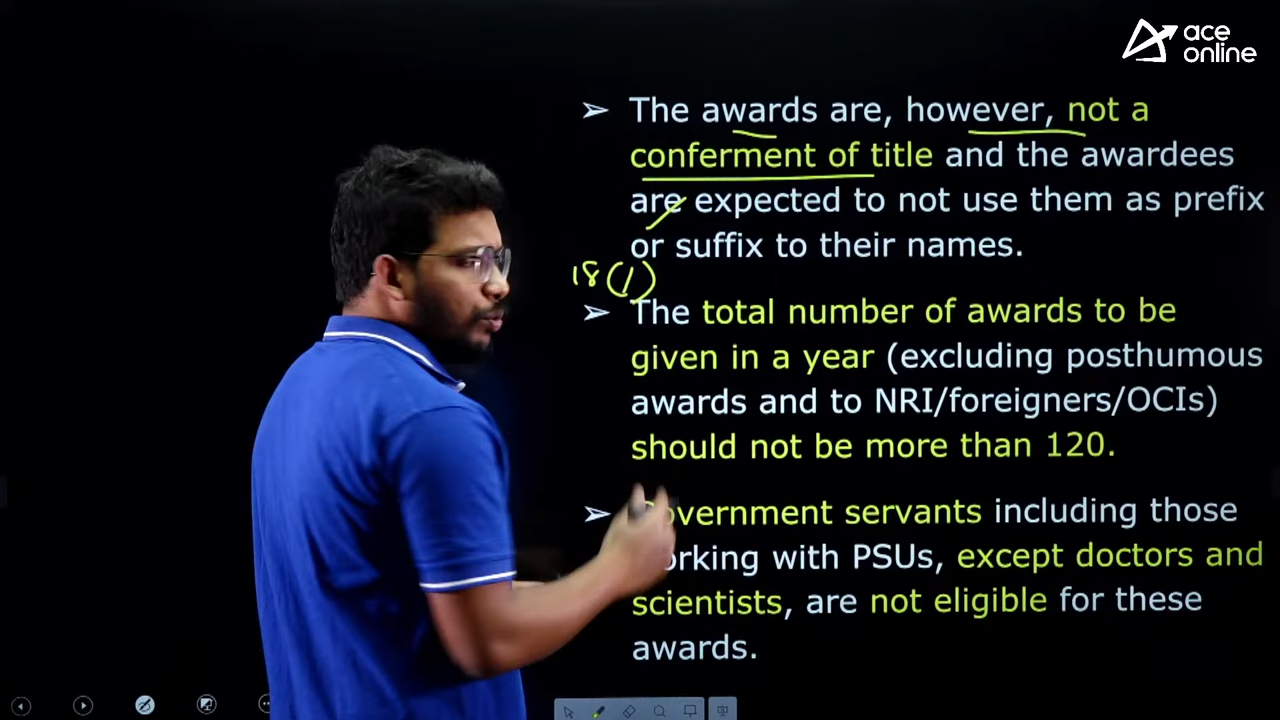 ace
online
➢ The awards are, however, not a
conferment of title and the awardees
are expected to not use them as prefix
or suffix to their names.
18(1)
➢ The total number of awards to be
given in a year (excluding posthumous
awards and to NRI/foreigners/OCIs)
should not be more than 120.
➢ Government servants including those
working with PSUs, except doctors and
scientists, are not eligible for these
awards.